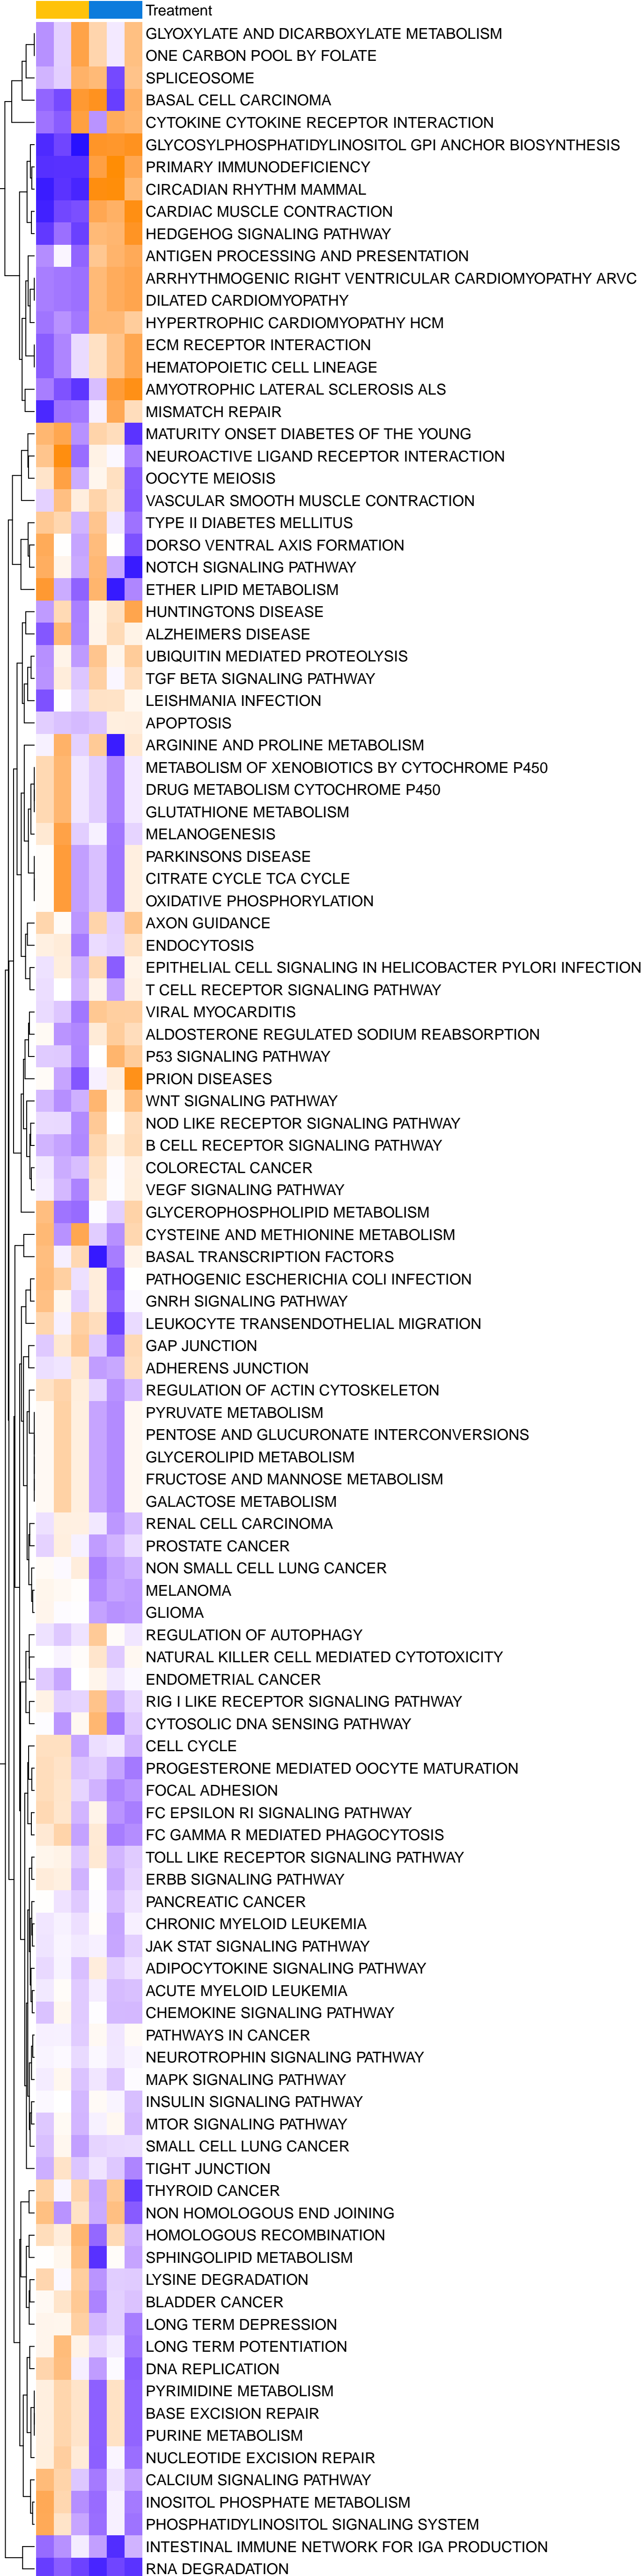 Treatment
GLYOXYLATE AND DICARBOXYLATE METABOLISM
ONE CARBON POOL BY FOLATE
SPLICEOSOME
BASAL CELL CARCINOMA
CYTOKINE CYTOKINE RECEPTOR INTERACTION
GLYCOSYLPHOSPHATIDYLINOSITOL GPI ANCHOR BIOSYNTHESIS
PRIMARY IMMUNODEFICIENCY
CIRCADIAN RHYTHM MAMMAL
CARDIAC MUSCLE CONTRACTION
HEDGEHOG SIGNALING PATHWAY
ANTIGEN PROCESSING AND PRESENTATION
ARRHYTHMOGENIC RIGHT VENTRICULAR CARDIOMYOPATHY ARVC
DILATED CARDIOMYOPATHY
HYPERTROPHIC CARDIOMYOPATHY HCM
ECM RECEPTOR INTERACTION
HEMATOPOIETIC CELL LINEAGE
AMYOTROPHIC LATERAL SCLEROSIS ALS
MISMATCH REPAIR
MATURITY ONSET DIABETES OF THE YOUNG
NEUROACTIVE LIGAND RECEPTOR INTERACTION
OOCYTE MEIOSIS
VASCULAR SMOOTH MUSCLE CONTRACTION
TYPE II DIABETES MELLITUS
DORSO VENTRAL AXIS FORMATION
NOTCH SIGNALING PATHWAY
ETHER LIPID METABOLISM
HUNTINGTONS DISEASE
ALZHEIMERS DISEASE
UBIQUITIN MEDIATED PROTEOLYSIS
TGF BETA SIGNALING PATHWAY
LEISHMANIA INFECTION
APOPTOSIS
ARGININE AND PROLINE METABOLISM
METABOLISM OF XENOBIOTICS BY CYTOCHROME P450
DRUG METABOLISM CYTOCHROME P450
GLUTATHIONE METABOLISM
MELANOGENESIS
PARKINSONS DISEASE
CITRATE CYCLE TCA CYCLE
OXIDATIVE PHOSPHORYLATION
AXON GUIDANCE
ENDOCYTOSIS
EPITHELIAL CELL SIGNALING IN HELICOBACTER PYLORI INFECTION
T CELL RECEPTOR SIGNALING PATHWAY
VIRAL MYOCARDITIS
ALDOSTERONE REGULATED SODIUM REABSORPTION
P53 SIGNALING PATHWAY
PRION DISEASES
WNT SIGNALING PATHWAY
NOD LIKE RECEPTOR SIGNALING PATHWAY
B CELL RECEPTOR SIGNALING PATHWAY
COLORECTAL CANCER
VEGF SIGNALING PATHWAY
GLYCEROPHOSPHOLIPID METABOLISM
CYSTEINE AND METHIONINE METABOLISM
BASAL TRANSCRIPTION FACTORS
PATHOGENIC ESCHERICHIA COLI INFECTION
GNRH SIGNALING PATHWAY
LEUKOCYTE TRANSENDOTHELIAL MIGRATION
GAP JUNCTION
ADHERENS JUNCTION
REGULATION OF ACTIN CYTOSKELETON
PYRUVATE METABOLISM
PENTOSE AND GLUCURONATE INTERCONVERSIONS
GLYCEROLIPID METABOLISM
FRUCTOSE AND MANNOSE METABOLISM
GALACTOSE METABOLISM
RENAL CELL CARCINOMA
PROSTATE CANCER
NON SMALL CELL LUNG CANCER
MELANOMA
GLIOMA
REGULATION OF AUTOPHAGY
NATURAL KILLER CELL MEDIATED CYTOTOXICITY
ENDOMETRIAL CANCER
RIG I LIKE RECEPTOR SIGNALING PATHWAY
CYTOSOLIC DNA SENSING PATHWAY
CELL CYCLE
PROGESTERONE MEDIATED OOCYTE MATURATION
FOCAL ADHESION
FC EPSILON RI SIGNALING PATHWAY
FC GAMMA R MEDIATED PHAGOCYTOSIS
TOLL LIKE RECEPTOR SIGNALING PATHWAY
ERBB SIGNALING PATHWAY
PANCREATIC CANCER
CHRONIC MYELOID LEUKEMIA
JAK STAT SIGNALING PATHWAY
ADIPOCYTOKINE SIGNALING PATHWAY
ACUTE MYELOID LEUKEMIA
CHEMOKINE SIGNALING PATHWAY
PATHWAYS IN CANCER
NEUROTROPHIN SIGNALING PATHWAY
MAPK SIGNALING PATHWAY
INSULIN SIGNALING PATHWAY
MTOR SIGNALING PATHWAY
SMALL CELL LUNG CANCER
TIGHT JUNCTION
THYROID CANCER
NON HOMOLOGOUS END JOINING
HOMOLOGOUS RECOMBINATION
SPHINGOLIPID METABOLISM
LYSINE DEGRADATION
BLADDER CANCER
LONG TERM DEPRESSION
LONG TERM POTENTIATION
DNA REPLICATION
PYRIMIDINE METABOLISM
BASE EXCISION REPAIR
PURINE METABOLISM
NUCLEOTIDE EXCISION REPAIR
CALCIUM SIGNALING PATHWAY
INOSITOL PHOSPHATE METABOLISM
PHOSPHATIDYLINOSITOL SIGNALING SYSTEM
INTESTINAL IMMUNE NETWORK FOR IGA PRODUCTION
RNA DEGRADATION